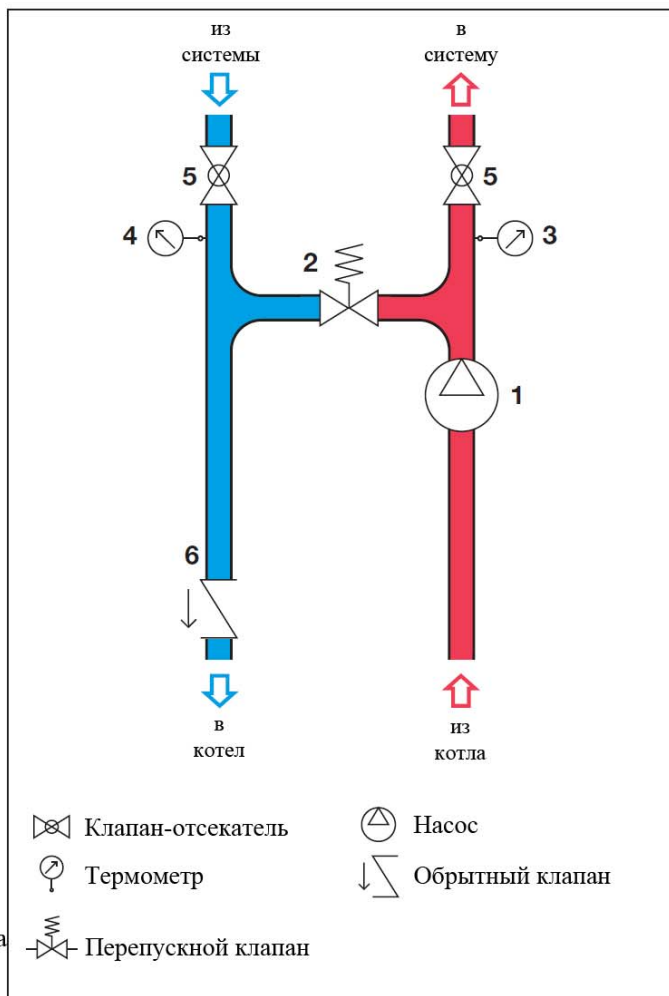 из
системы
в
систему
5
5
4
3
2
1
6
в
котел
из
котла
Клапан-отсекатель
Насос
Термометр
Обрытный клапан
а
Перепускной клапан